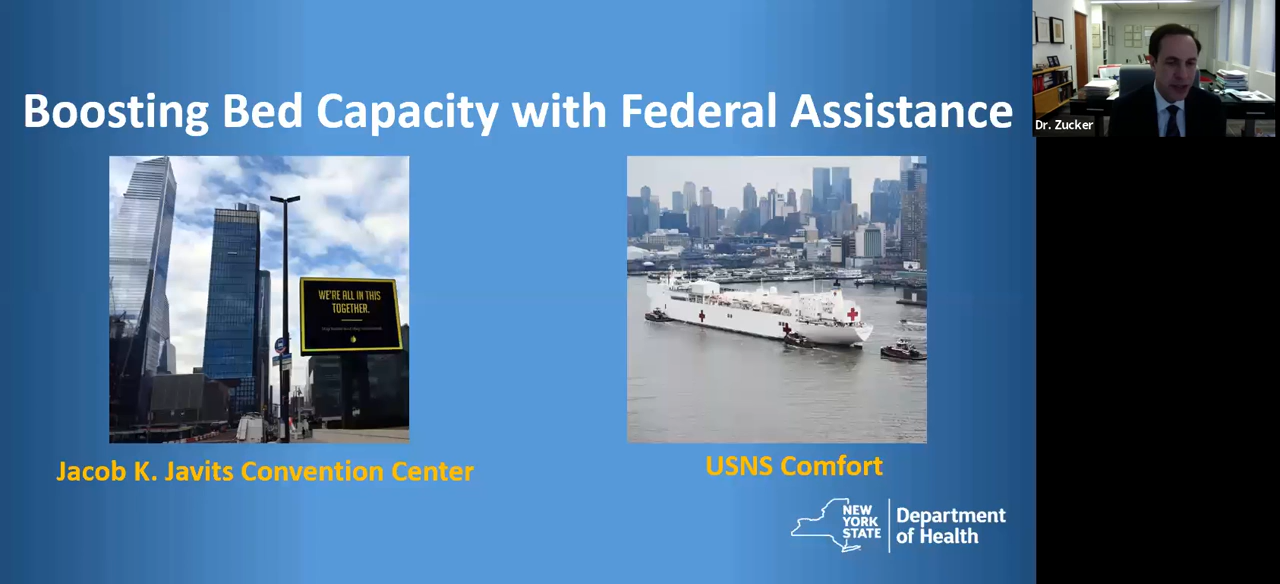 Boosting Bed Capacity with Federal Assistance
Dr. Zucker
WE'RE ALL IN THIS
TOGETHER.
Jacob K. Javits Convention Center
USNS Comfort
NEW
YORK
STATE
Department
of Health